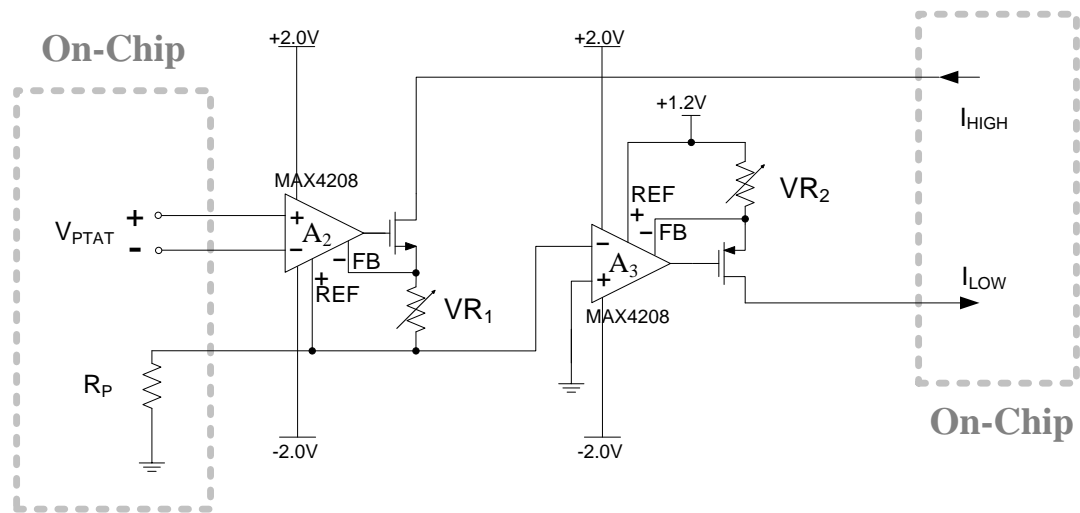 On-Chip
+2.0V
+2.0V
+1.2V
I_HIGH
MAX4208
REF
VR2
V_PTAT
+
-
+
−
A2
− FB
+
REF
VR1
+
− FB
−
+
A3
MAX4208
I_LOW
R_P
-2.0V
-2.0V
On-Chip